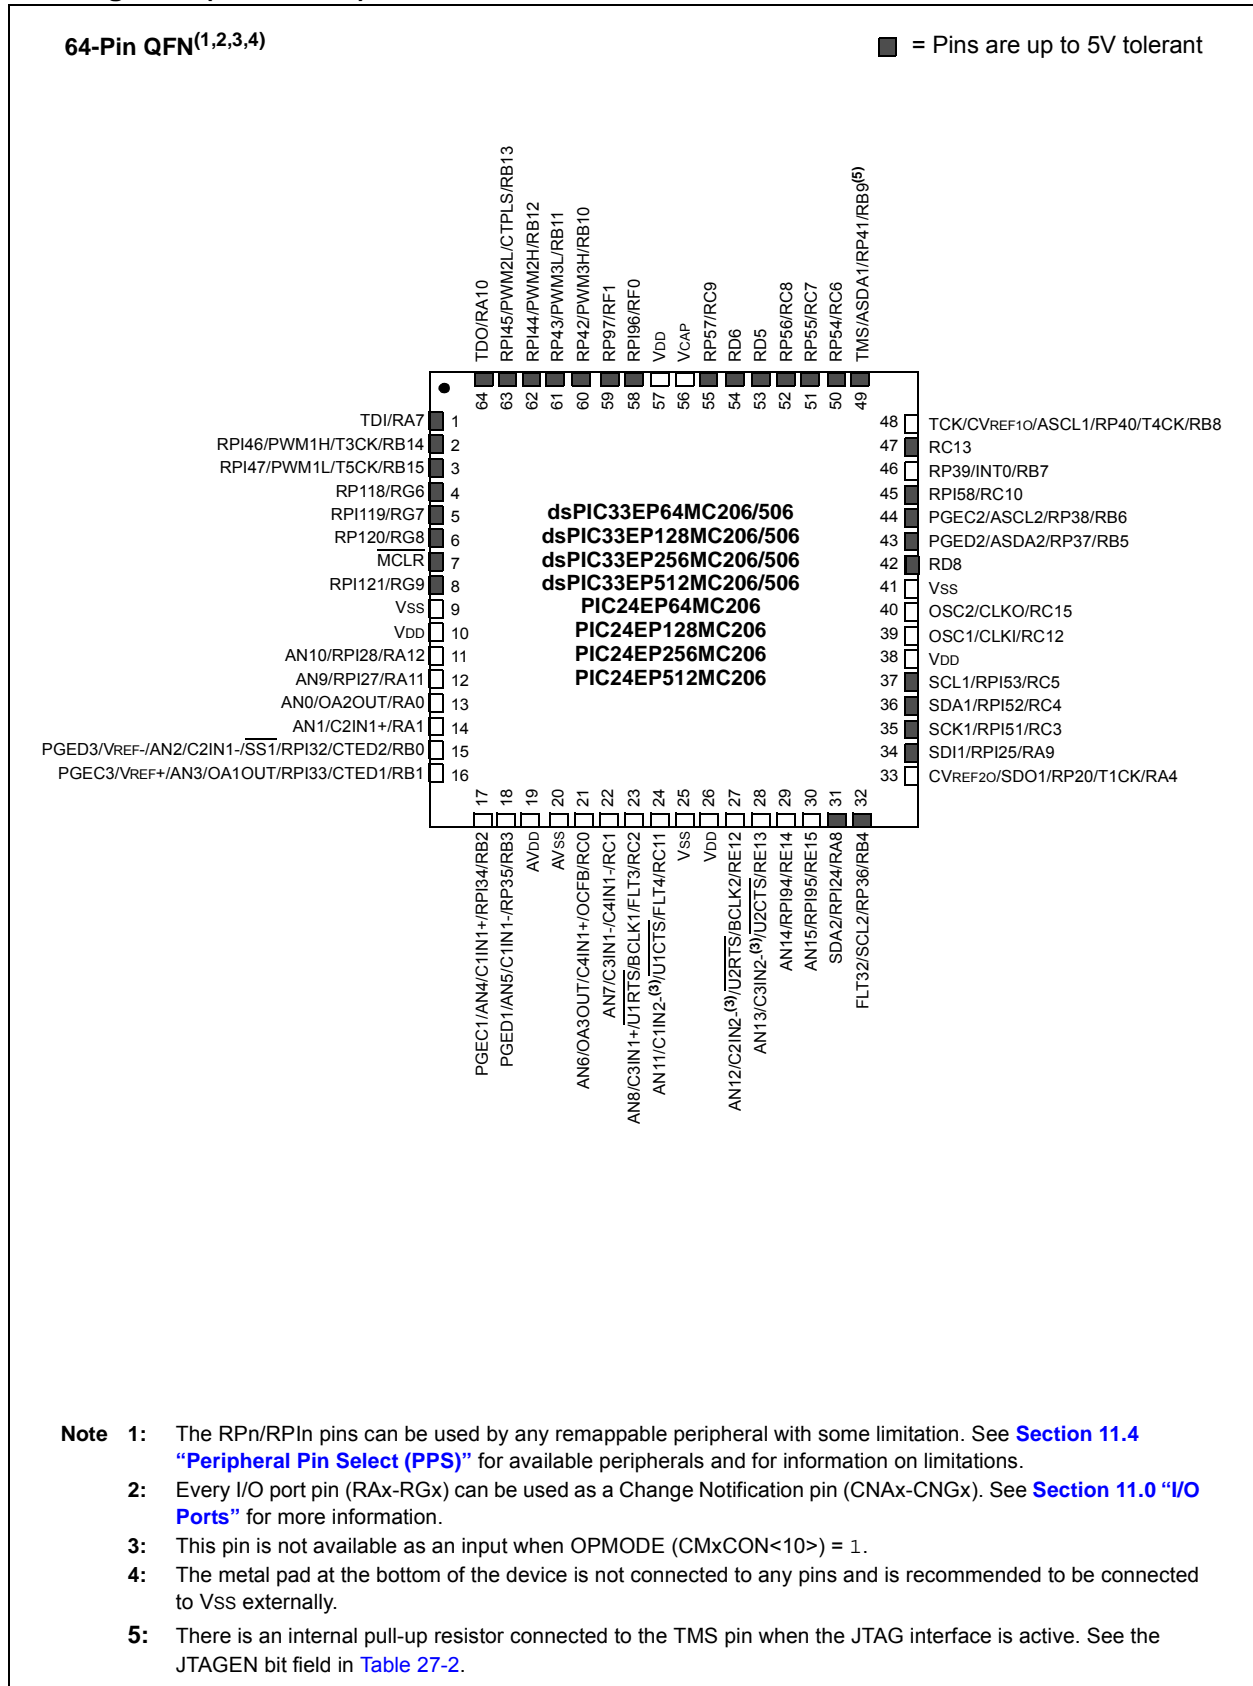 64-Pin QFN(1,2,3,4)
= Pins are up to 5V tolerant
TDO/RA10
RPI45/PWM2L/CTPLS/RB13
RPI44/PWM2H/RB12
RP43/PWM3L/RB11
RP42/PWM3H/RB10
RP97/RF1
RPI96/RF0
VDD
VCAP
RP57/RC9
RD6
RD5
RP56/RC8
RP55/RC7
RP54/RC6
TMS/ASDA1/RP41/RB9(5)
64 63 62 61 60 59 58 57 56 55 54 53 52 51 50 49
TDI/RA7 1
RPI46/PWM1H/T3CK/RB14 2
RPI47/PWM1L/T5CK/RB15 3
RP118/RG6 4
RPI119/RG7 5
RP120/RG8 6
MCLR 7
RPI121/RG9 8
VSS 9
VDD 10
AN10/RPI28/RA12 11
AN9/RPI27/RA11 12
AN0/OA2OUT/RA0 13
AN1/C2IN1+/RA1 14
PGED3/VREF-/AN2/C2IN1-/SS1/RPI32/CTED2/RB0 15
PGEC3/VREF+/AN3/OA1OUT/RPI33/CTED1/RB1 16
dsPIC33EP64MC206/506
dsPIC33EP128MC206/506
dsPIC33EP256MC206/506
dsPIC33EP512MC206/506
PIC24EP64MC206
PIC24EP128MC206
PIC24EP256MC206
PIC24EP512MC206
48 TCK/CVREF1O/ASCL1/RP40/T4CK/RB8
47 RC13
46 RP39/INT0/RB7
45 RPI58/RC10
44 PGEC2/ASCL2/RP38/RB6
43 PGED2/ASDA2/RP37/RB5
42 RD8
41 VSS
40 OSC2/CLKO/RC15
39 OSC1/CLKI/RC12
38 VDD
37 SCL1/RPI53/RC5
36 SDA1/RPI52/RC4
35 SCK1/RPI51/RC3
34 SDI1/RPI25/RA9
33 CVREF2O/SDO1/RP20/T1CK/RA4
17 18 19 20 21 22 23 24 25 26 27 28 29 30 31 32
PGEC1/AN4/C1IN1+/RPI34/RB2
PGED1/AN5/C1IN1-/RP35/RB3
AVDD
AVSS
AN6/OA3OUT/C4IN1+/OCFB/RC0
AN7/C3IN1-/C4IN1-/RC1
AN8/C3IN1+/U1RTS/BCLK1/FLT3/RC2
AN11/C1IN2-(3)/U1CTS/FLT4/RC11
VSS
VDD
AN12/C2IN2-(3)/U2RTS/BCLK2/RE12
AN13/C3IN2-(3)/U2CTS/RE13
AN14/RPI94/RE14
AN15/RPI95/RE15
SDA2/RPI24/RA8
FLT32/SCL2/RP36/RB4
Note 1: The RPn/RPIn pins can be used by any remappable peripheral with some limitation. See Section 11.4
"Peripheral Pin Select (PPS)" for available peripherals and for information on limitations.
2: Every I/O port pin (RAx-RGx) can be used as a Change Notification pin (CNAx-CNGx). See Section 11.0 "I/O
Ports" for more information.
3: This pin is not available as an input when OPMODE (CMxCON<10>) = 1.
4: The metal pad at the bottom of the device is not connected to any pins and is recommended to be connected
to VSS externally.
5: There is an internal pull-up resistor connected to the TMS pin when the JTAG interface is active. See the
JTAGEN bit field in Table 27-2.